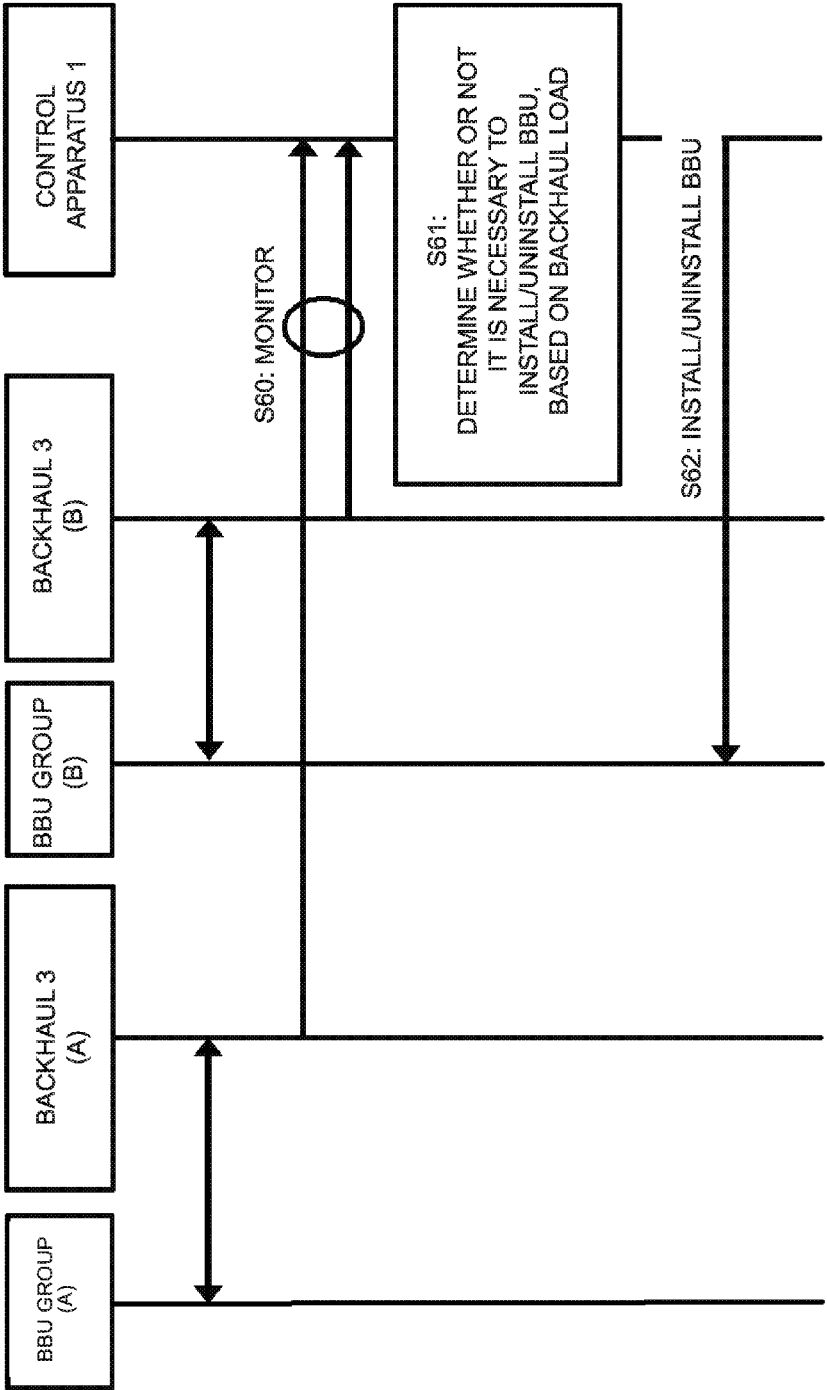 BBU GROUP
(A)
BACKHAUL 3
(A)
BBU GROUP
(B)
BACKHAUL 3
(B)
CONTROL
APPARATUS 1
S60: MONITOR
S61:
DETERMINE WHETHER OR NOT
IT IS NECESSARY TO
INSTALL/UNINSTALL BBU,
BASED ON BACKHAUL LOAD
S62: INSTALL/UNINSTALL BBU